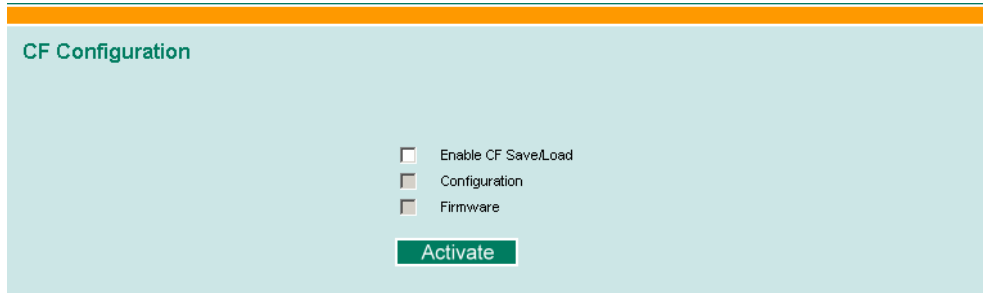 CF Configuration
Enable CF Save/Load
Configuration
Firmware
Activate